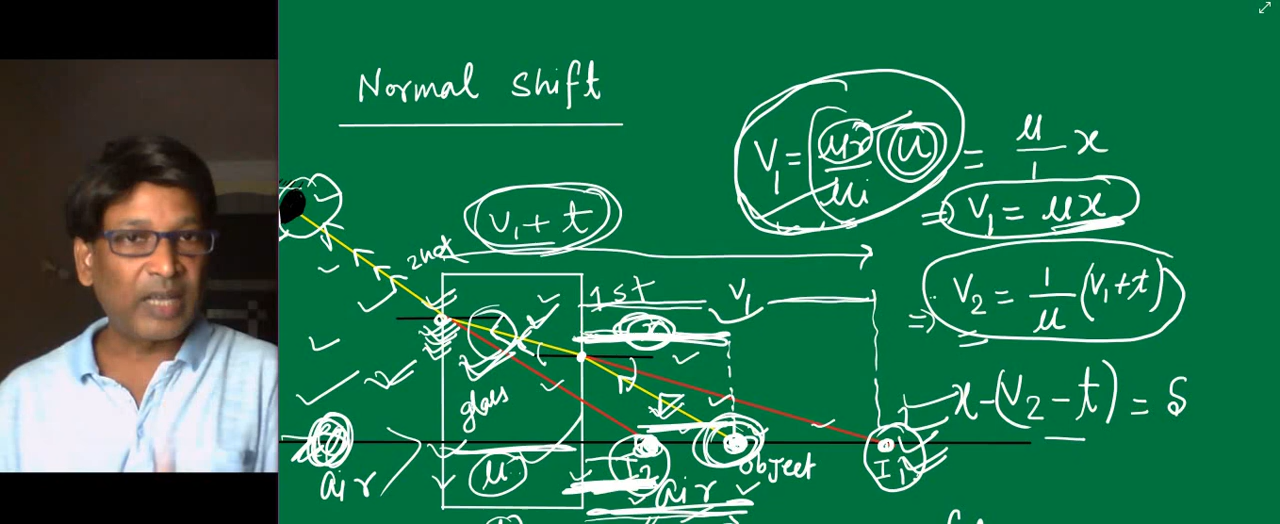 Normal Shift
V₁ = μr/μi (u) = μ/1 x
⇒ V₁ = μx
V₁ + t
2nd
1st
V₁
x
⇒ V₂ = 1/μ (V₁+t)
x-(V₂-t) = S
glass
μ
I₂
object
I₁
air
air